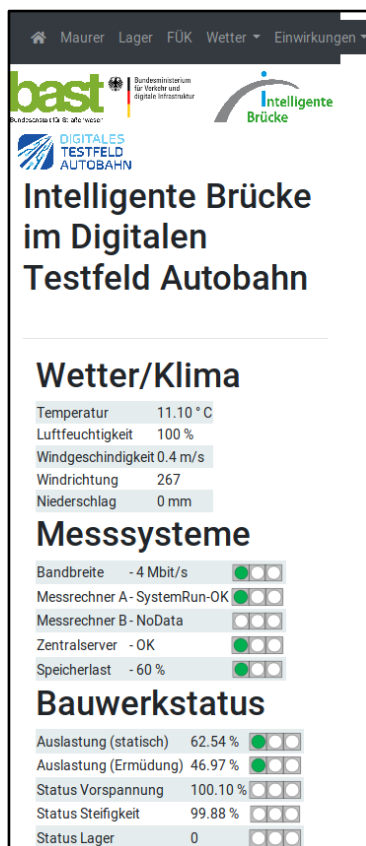 Maurer Lager FÜK Wetter Einwirkungen
bast
Bundesministerium
für Verkehr und
digitale Infrastruktur
Intelligente
Brücke
DIGITALES
TESTFELD
AUTOBAHN
Intelligente Brücke
im Digitalen
Testfeld Autobahn
Wetter/Klima
Temperatur 11.10 ° C
Luftfeuchtigkeit 100 %
Windgeschindigkeit 0.4 m/s
Windrichtung 267
Niederschlag 0 mm
Messsysteme
Bandbreite - 4 Mbit/s
Messrechner A - SystemRun-OK
Messrechner B - NoData
Zentralserver - OK
Speicherlast - 60 %
Bauwerkstatus
Auslastung (statisch) 62.54 %
Auslastung (Ermüdung) 46.97 %
Status Vorspannung 100.10 %
Status Steifigkeit 99.88 %
Status Lager 0